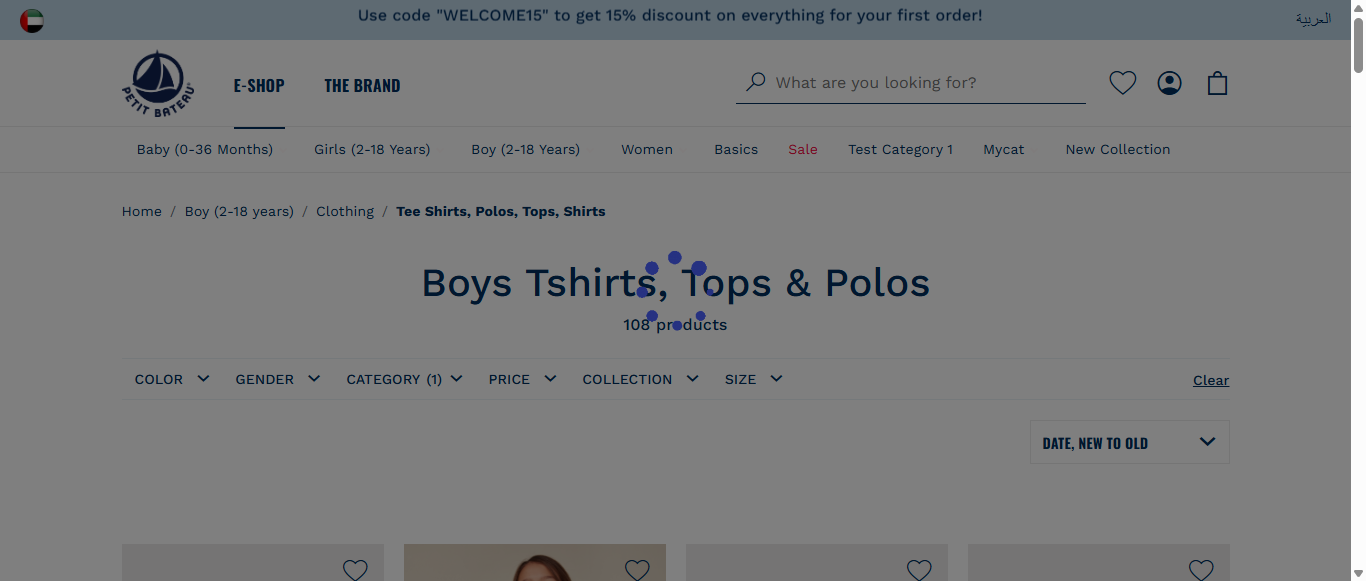 Use code "WELCOME15" to get 15% discount on everything for your first order!
العربية
PETIT BATEAU
E-SHOP
THE BRAND
What are you looking for?
Baby (0-36 Months)
Girls (2-18 Years)
Boy (2-18 Years)
Women
Basics
Sale
Test Category 1
Mycat
New Collection
Home / Boy (2-18 years) / Clothing / Tee Shirts, Polos, Tops, Shirts
Boys Tshirts, Tops & Polos
108 products
COLOR
GENDER
CATEGORY (1)
PRICE
COLLECTION
SIZE
Clear
DATE, NEW TO OLD